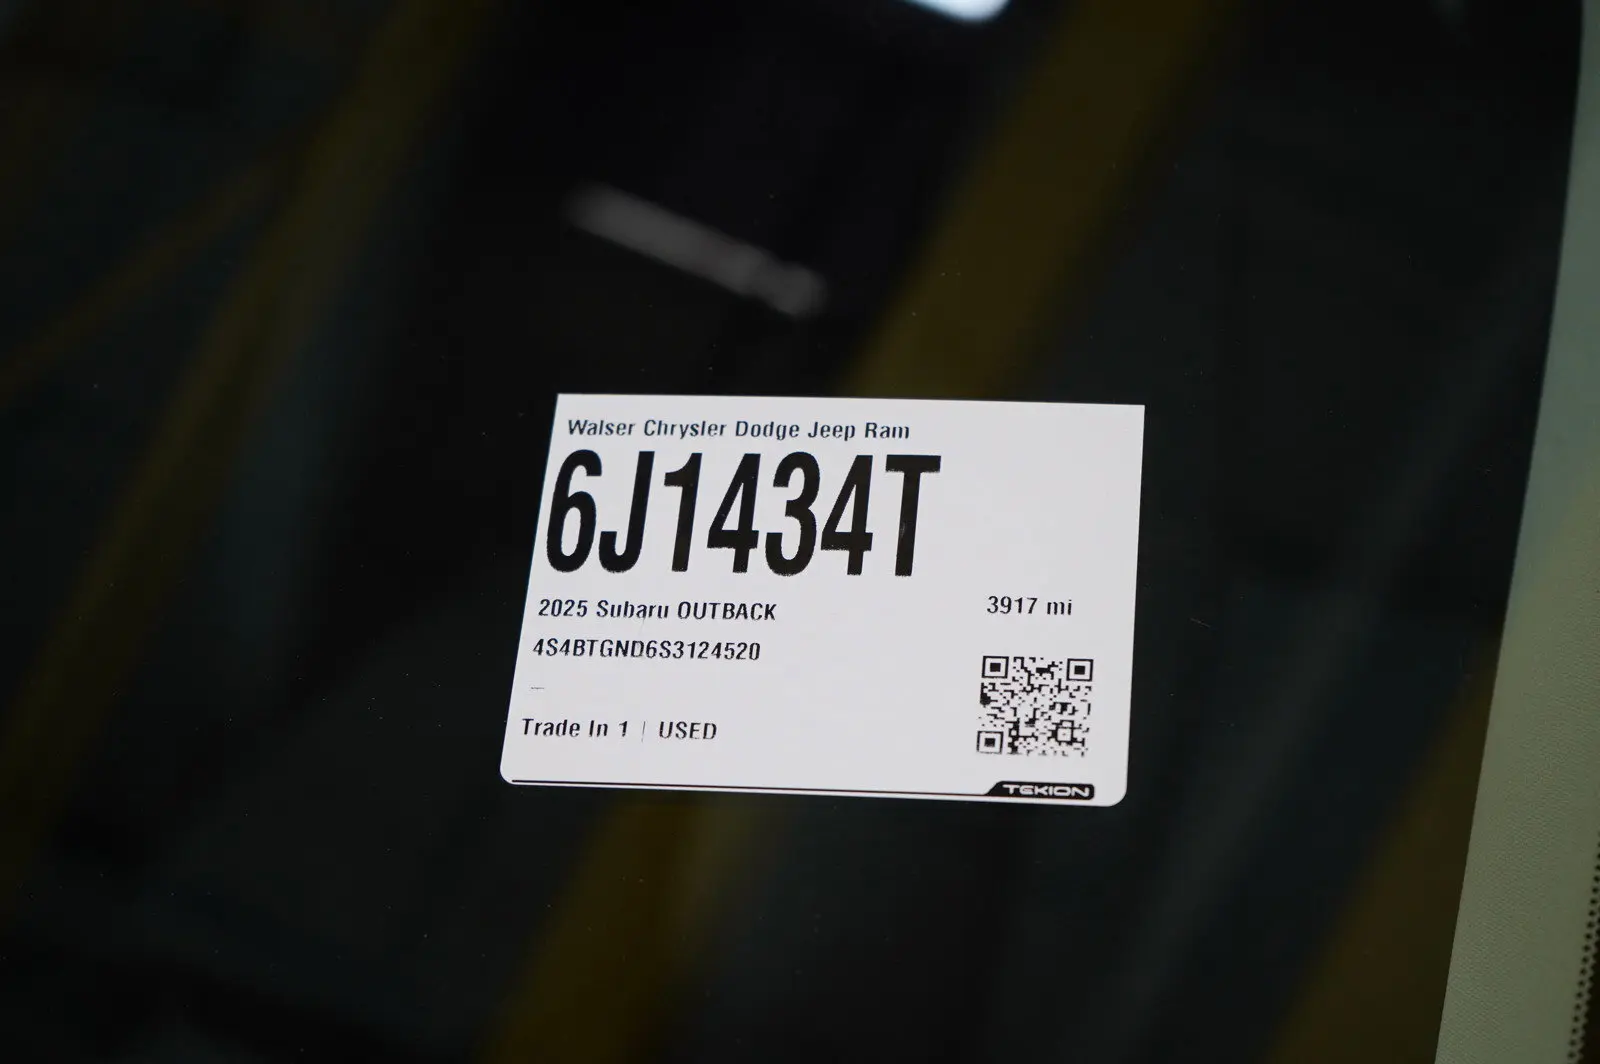 Walser Chrysler Dodge Jeep Ram
6J1434T
2025 Subaru OUTBACK
3917 mi
4S4BTGND6S3124520
—
Trade In 1 | USED
TEKION